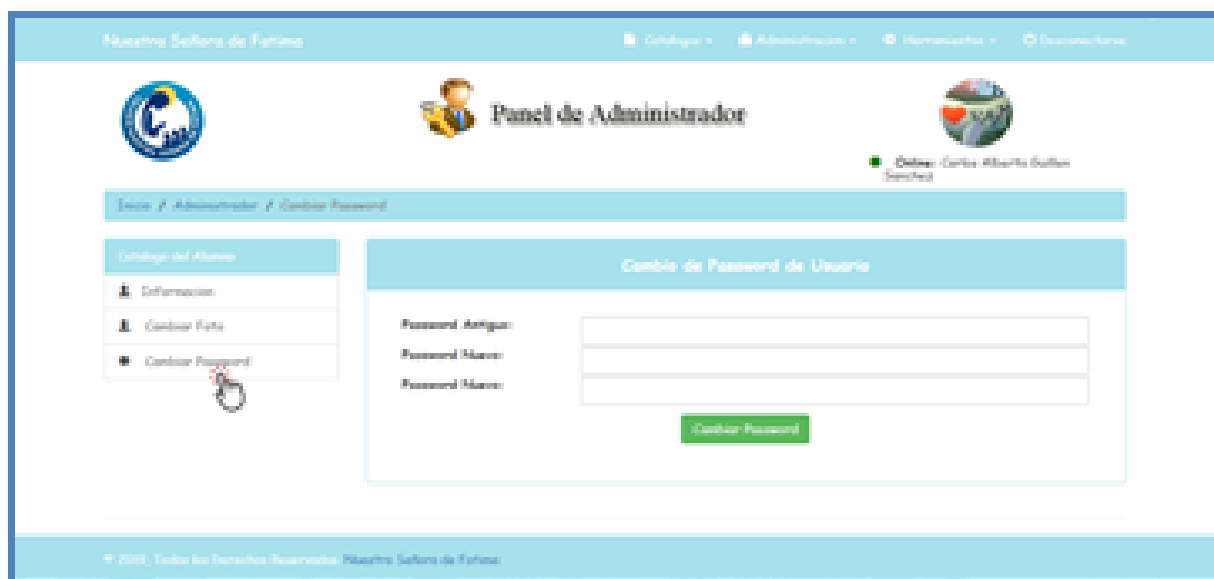 Nuestra Señora de Fatima
Catalogos Administracion Herramientas Desconectarse
Panel de Administrador
Online: Carlos Alberto Guillen
Sanchez
Inicio / Administrador / Cambiar Password
Catalogo del Alumno
Informacion
Cambiar Foto
Cambiar Password
Cambio de Password de Usuario
Password Antiguo:
Password Nuevo:
Password Nuevo:
Cambiar Password
Todos los Derechos Reservados Nuestra Señora de Fatima